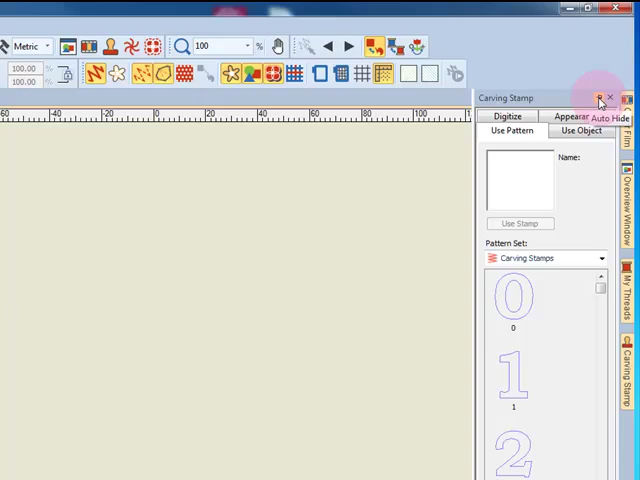 Metric
100
%
100.00
%
100.00
%
60
-40
-20
0
20
40
60
80
100
Carving Stamp
Auto Hide
Digitize
Appearan
Use Pattern
Use Object
Name:
Use Stamp
Pattern Set:
Carving Stamps
0
0
1
1
2
Film
Overview Window
My Threads
Carving Stamp